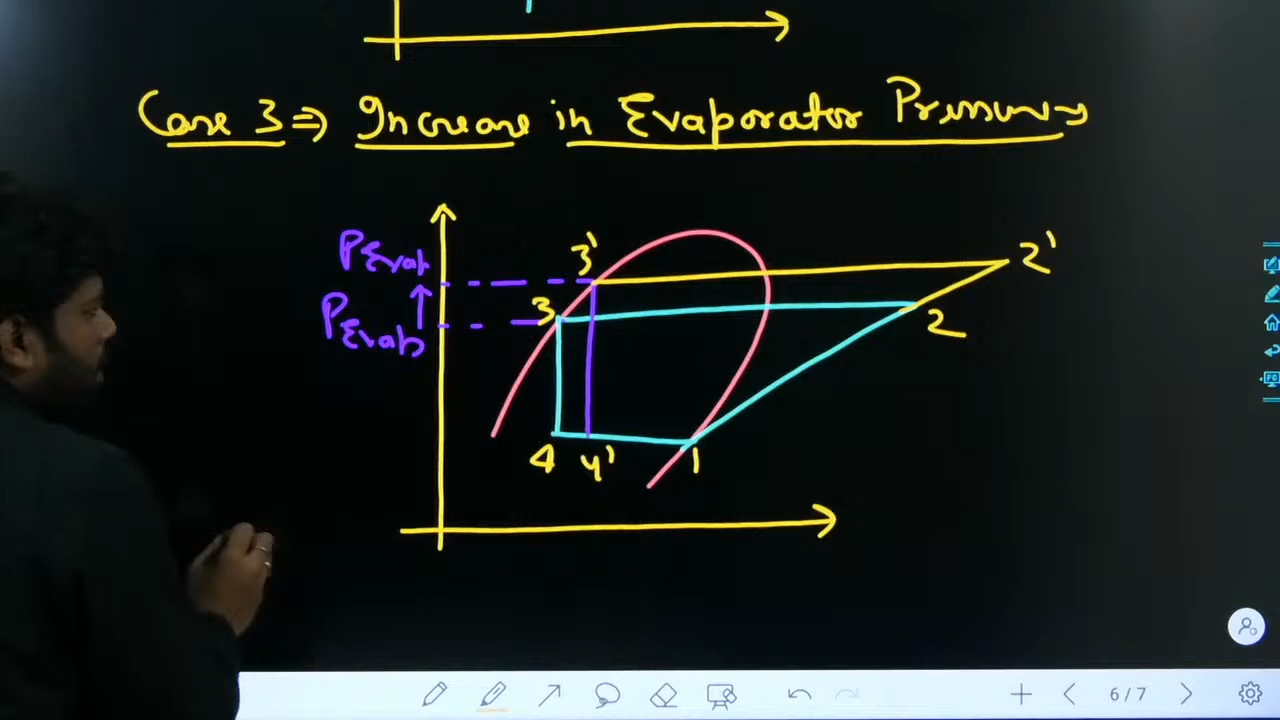 Case 3 ⇒ Increase in Evaporator Pressure
PEvap
3'
2'
PEvap
3
2
4
4'
1
6 / 7